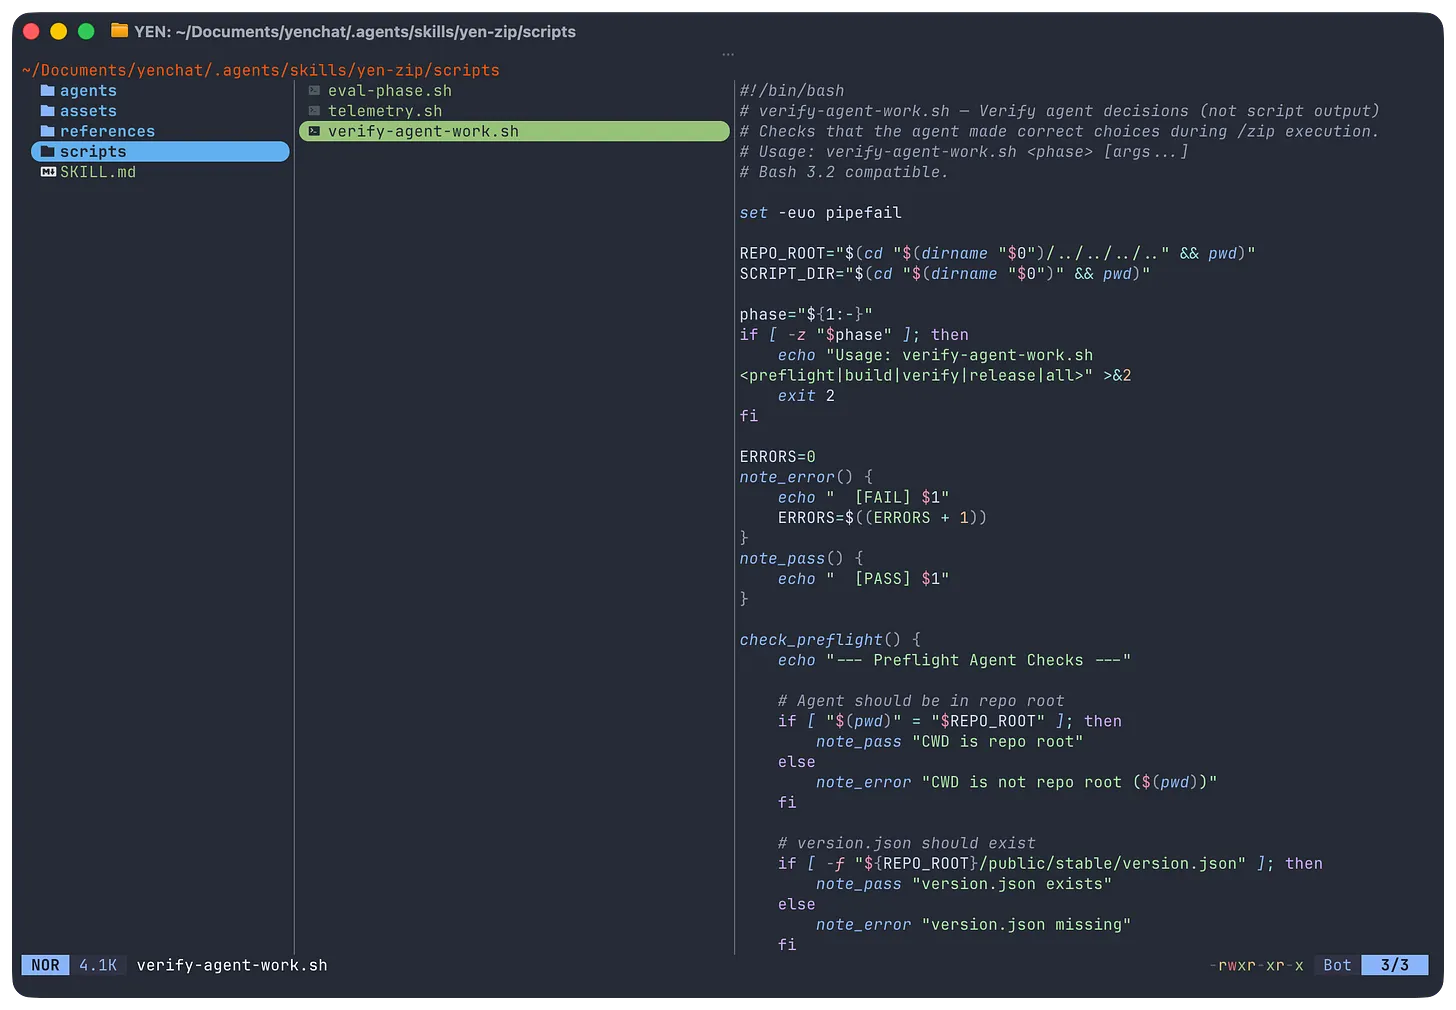 YEN: ~/Documents/yenchat/.agents/skills/yen-zip/scripts
...
~/Documents/yenchat/.agents/skills/yen-zip/scripts
agents
assets
references
scripts
SKILL.md
eval-phase.sh
telemetry.sh
verify-agent-work.sh
#!/bin/bash
# verify-agent-work.sh — Verify agent decisions (not script output)
# Checks that the agent made correct choices during /zip execution.
# Usage: verify-agent-work.sh <phase> [args...]
# Bash 3.2 compatible.

set -euo pipefail

REPO_ROOT="$(cd "$(dirname "$0")/../../../.." && pwd)"
SCRIPT_DIR="$(cd "$(dirname "$0")" && pwd)"

phase="${1:-}"
if [ -z "$phase" ]; then
    echo "Usage: verify-agent-work.sh
<preflight|build|verify|release|all>" >&2
    exit 2
fi

ERRORS=0
note_error() {
    echo "  [FAIL] $1"
    ERRORS=$((ERRORS + 1))
}
note_pass() {
    echo "  [PASS] $1"
}

check_preflight() {
    echo "--- Preflight Agent Checks ---"

    # Agent should be in repo root
    if [ "$(pwd)" = "$REPO_ROOT" ]; then
        note_pass "CWD is repo root"
    else
        note_error "CWD is not repo root ($(pwd))"
    fi

    # version.json should exist
    if [ -f "${REPO_ROOT}/public/stable/version.json" ]; then
        note_pass "version.json exists"
    else
        note_error "version.json missing"
    fi
NOR 4.1K verify-agent-work.sh -rwxr-xr-x Bot 3/3